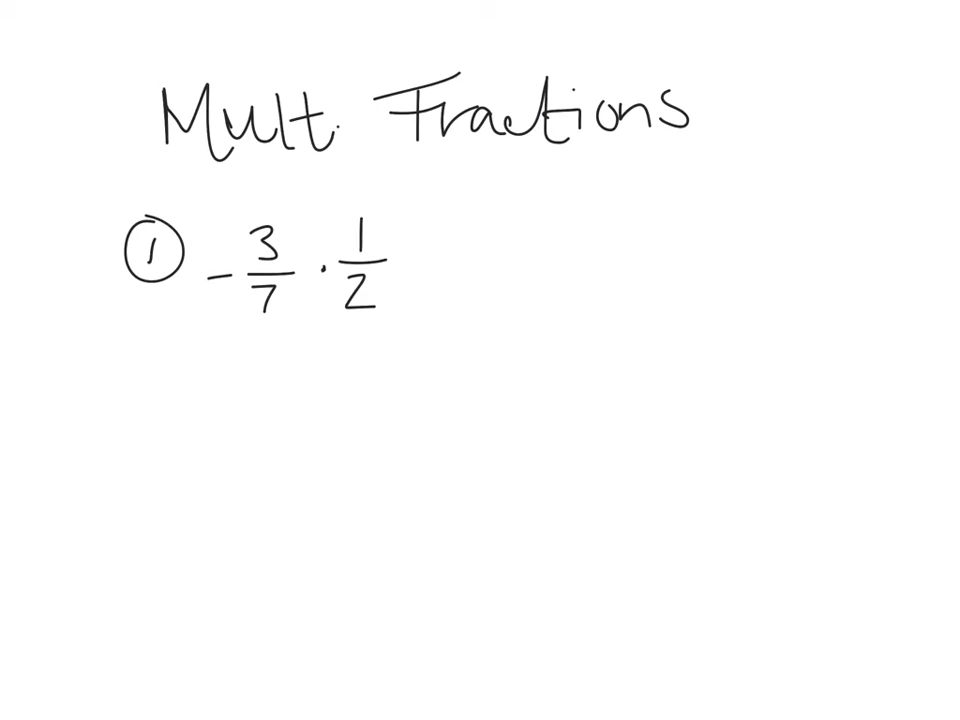 Mult. Fractions
① - 3/7 · 1/2